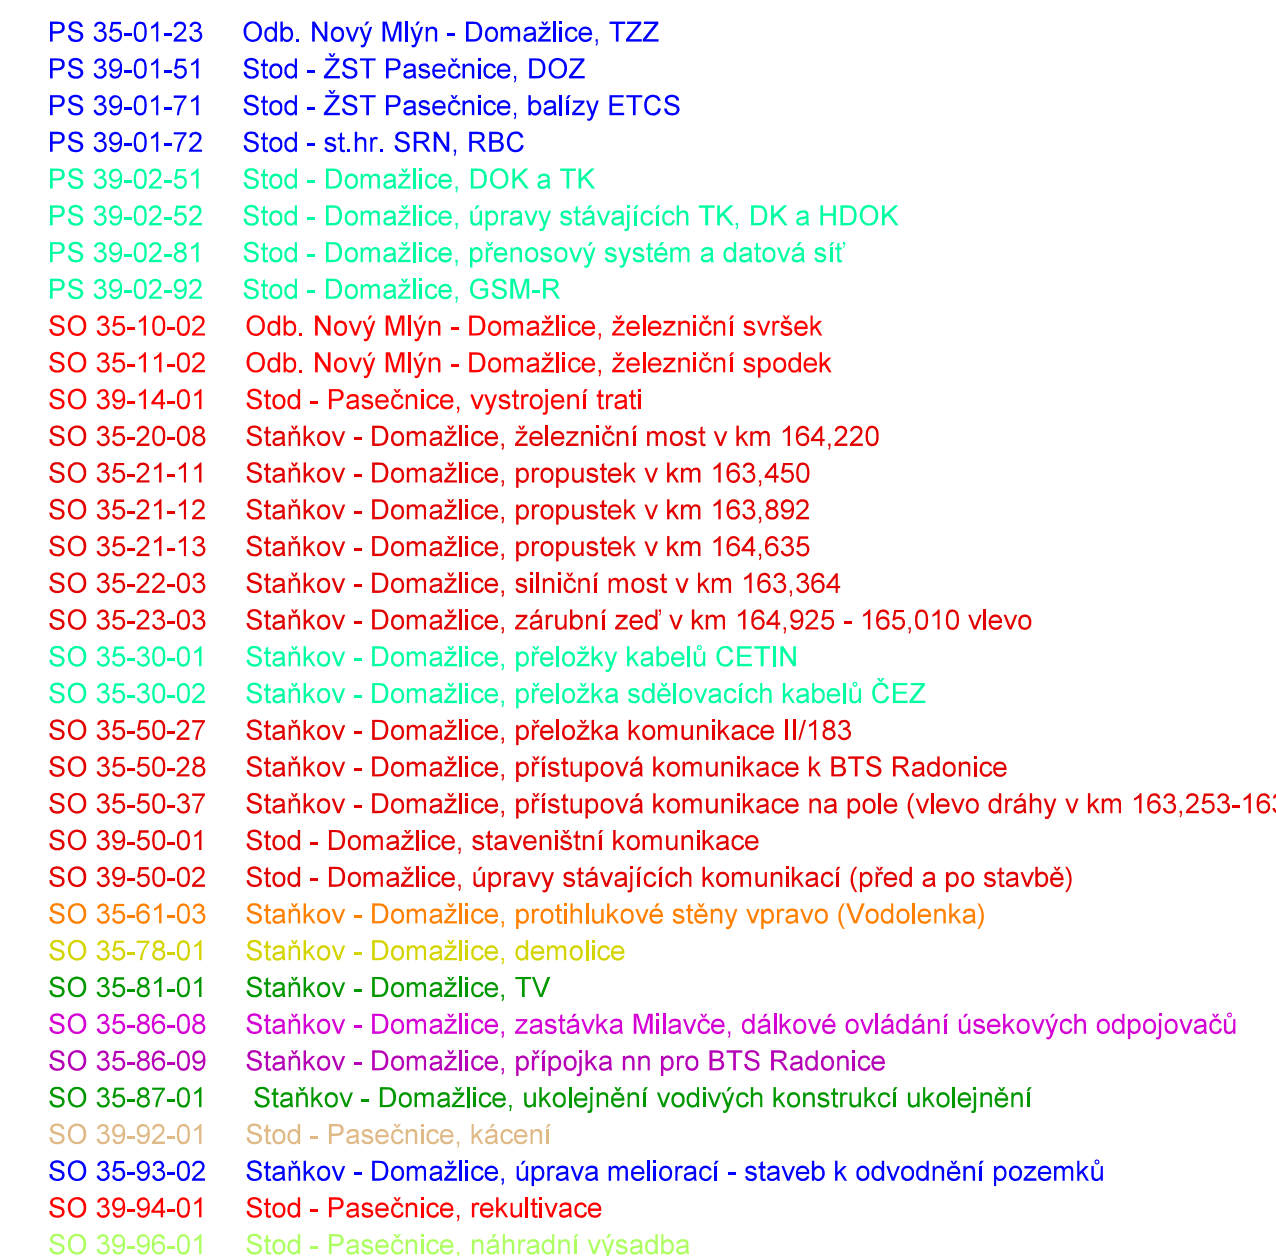 PS 35-01-23 Odb. Nový Mlýn - Domažlice, TZZ
PS 39-01-51 Stod - ŽST Pasečnice, DOZ
PS 39-01-71 Stod - ŽST Pasečnice, balízy ETCS
PS 39-01-72 Stod - st.hr. SRN, RBC
PS 39-02-51 Stod - Domažlice, DOK a TK
PS 39-02-52 Stod - Domažlice, úpravy stávajících TK, DK a HDOK
PS 39-02-81 Stod - Domažlice, přenosový systém a datová síť
PS 39-02-92 Stod - Domažlice, GSM-R
SO 35-10-02 Odb. Nový Mlýn - Domažlice, železniční svršek
SO 35-11-02 Odb. Nový Mlýn - Domažlice, železniční spodek
SO 39-14-01 Stod - Pasečnice, vystrojení trati
SO 35-20-08 Staňkov - Domažlice, železniční most v km 164,220
SO 35-21-11 Staňkov - Domažlice, propustek v km 163,450
SO 35-21-12 Staňkov - Domažlice, propustek v km 163,892
SO 35-21-13 Staňkov - Domažlice, propustek v km 164,635
SO 35-22-03 Staňkov - Domažlice, silniční most v km 163,364
SO 35-23-03 Staňkov - Domažlice, zárubní zeď v km 164,925 - 165,010 vlevo
SO 35-30-01 Staňkov - Domažlice, přeložky kabelů CETIN
SO 35-30-02 Staňkov - Domažlice, přeložka sdělovacích kabelů ČEZ
SO 35-50-27 Staňkov - Domažlice, přeložka komunikace II/183
SO 35-50-28 Staňkov - Domažlice, přístupová komunikace k BTS Radonice
SO 35-50-37 Staňkov - Domažlice, přístupová komunikace na pole (vlevo dráhy v km 163,253-163
SO 39-50-01 Stod - Domažlice, staveništní komunikace
SO 39-50-02 Stod - Domažlice, úpravy stávajících komunikací (před a po stavbě)
SO 35-61-03 Staňkov - Domažlice, protihlukové stěny vpravo (Vodolenka)
SO 35-78-01 Staňkov - Domažlice, demolice
SO 35-81-01 Staňkov - Domažlice, TV
SO 35-86-08 Staňkov - Domažlice, zastávka Milavče, dálkové ovládání úsekových odpojovačů
SO 35-86-09 Staňkov - Domažlice, přípojka nn pro BTS Radonice
SO 35-87-01 Staňkov - Domažlice, ukolejnění vodivých konstrukcí ukolejnění
SO 39-92-01 Stod - Pasečnice, kácení
SO 35-93-02 Staňkov - Domažlice, úprava meliorací - staveb k odvodnění pozemků
SO 39-94-01 Stod - Pasečnice, rekultivace
SO 39-96-01 Stod - Pasečnice, náhradní výsadba